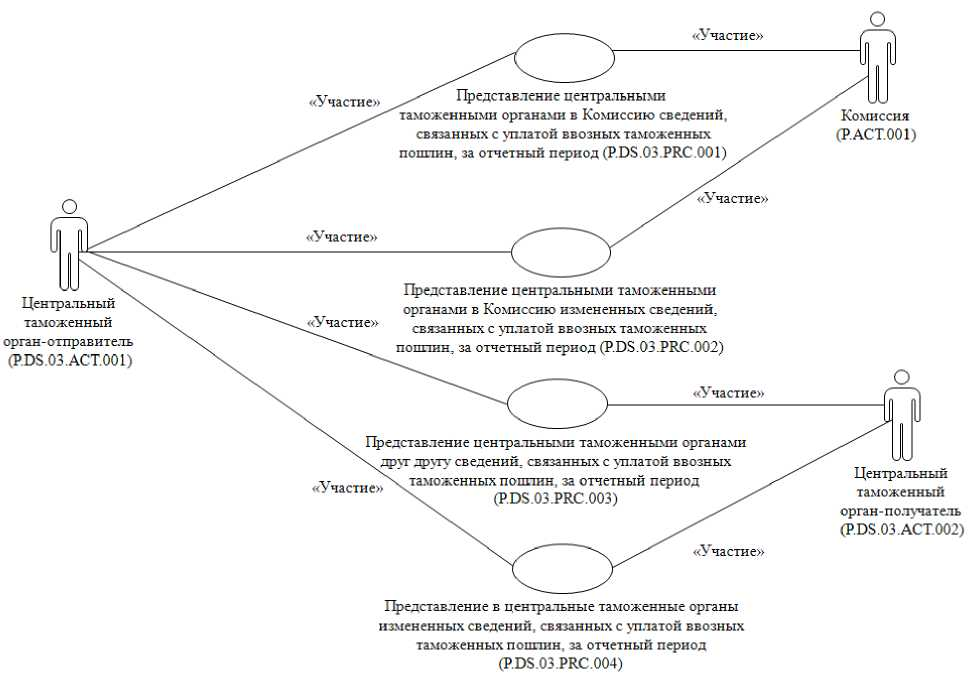 «Участие»
«Участие»
Представление центральными
таможенными органами в Комиссию сведений,
связанных с уплатой ввозных таможенных
пошлин, за отчетный период (P.DS.03.PRC.001)
Комиссия
(P.ACT.001)
«Участие»
«Участие»
Представление центральными таможенными
органами в Комиссию измененных сведений,
связанных с уплатой ввозных таможенных
пошлин, за отчетный период (P.DS.03.PRC.002)
Центральный
таможенный
орган-отправитель
(P.DS.03.ACT.001)
«Участие»
«Участие»
Представление центральными таможенными органами
друг другу сведений, связанных с уплатой ввозных
таможенных пошлин, за отчетный период
(P.DS.03.PRC.003)
Центральный
таможенный
орган-получатель
(P.DS.03.ACT.002)
«Участие»
«Участие»
Представление в центральные таможенные органы
измененных сведений, связанных с уплатой ввозных
таможенных пошлин, за отчетный период
(P.DS.03.PRC.004)